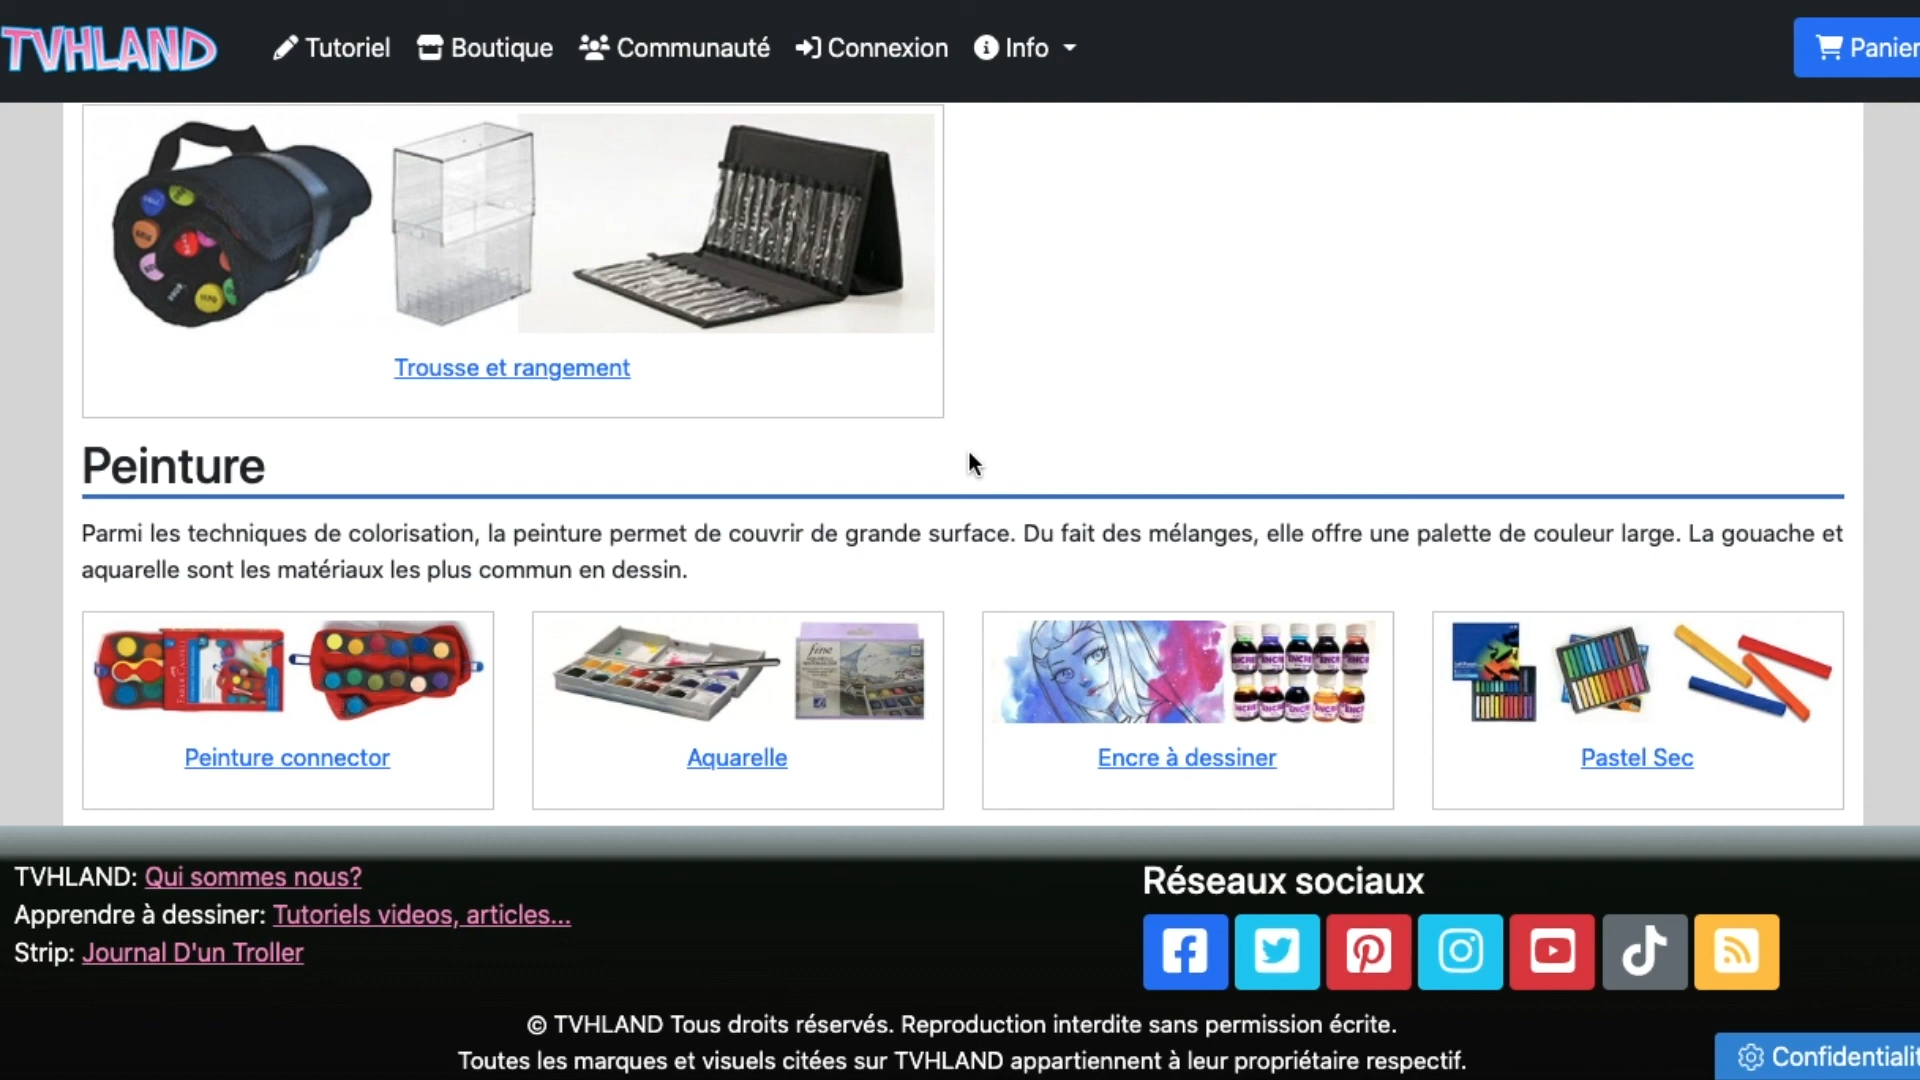 TVHLAND
Tutoriel
Boutique
Communauté
Connexion
Info
Panier
Trousse et rangement
Peinture
Parmi les techniques de colorisation, la peinture permet de couvrir de grande surface. Du fait des mélanges, elle offre une palette de couleur large. La gouache et
aquarelle sont les matériaux les plus commun en dessin.
fine
ENCRE
Peinture connector
Aquarelle
Encre à dessiner
Pastel Sec
TVHLAND: Qui sommes nous?
Apprendre à dessiner: Tutoriels videos, articles...
Strip: Journal D'un Troller
Réseaux sociaux
© TVHLAND Tous droits réservés. Reproduction interdite sans permission écrite.
Toutes les marques et visuels citées sur TVHLAND appartiennent à leur propriétaire respectif.
Confidentialit